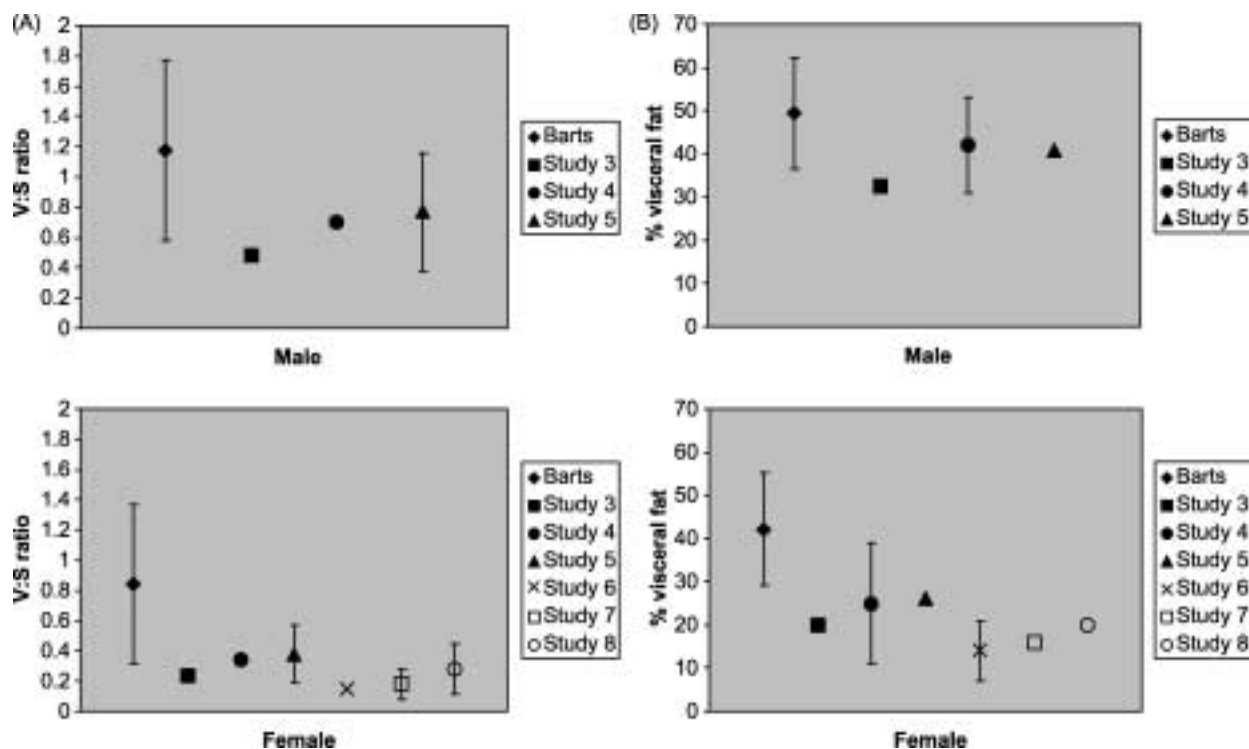 (A)
2
1.8
1.6
1.4
1.2
1
0.8
0.6
0.4
0.2
0
V:S ratio
Male
Barts
Study 3
Study 4
Study 5
(B)
70
60
50
40
30
20
10
0
% visceral fat
Male
Barts
Study 3
Study 4
Study 5
2
1.8
1.6
1.4
1.2
1
0.8
0.6
0.4
0.2
0
V:S ratio
Female
Barts
Study 3
Study 4
Study 5
Study 6
Study 7
Study 8
70
60
50
40
30
20
10
0
% visceral fat
Female
Barts
Study 3
Study 4
Study 5
Study 6
Study 7
Study 8